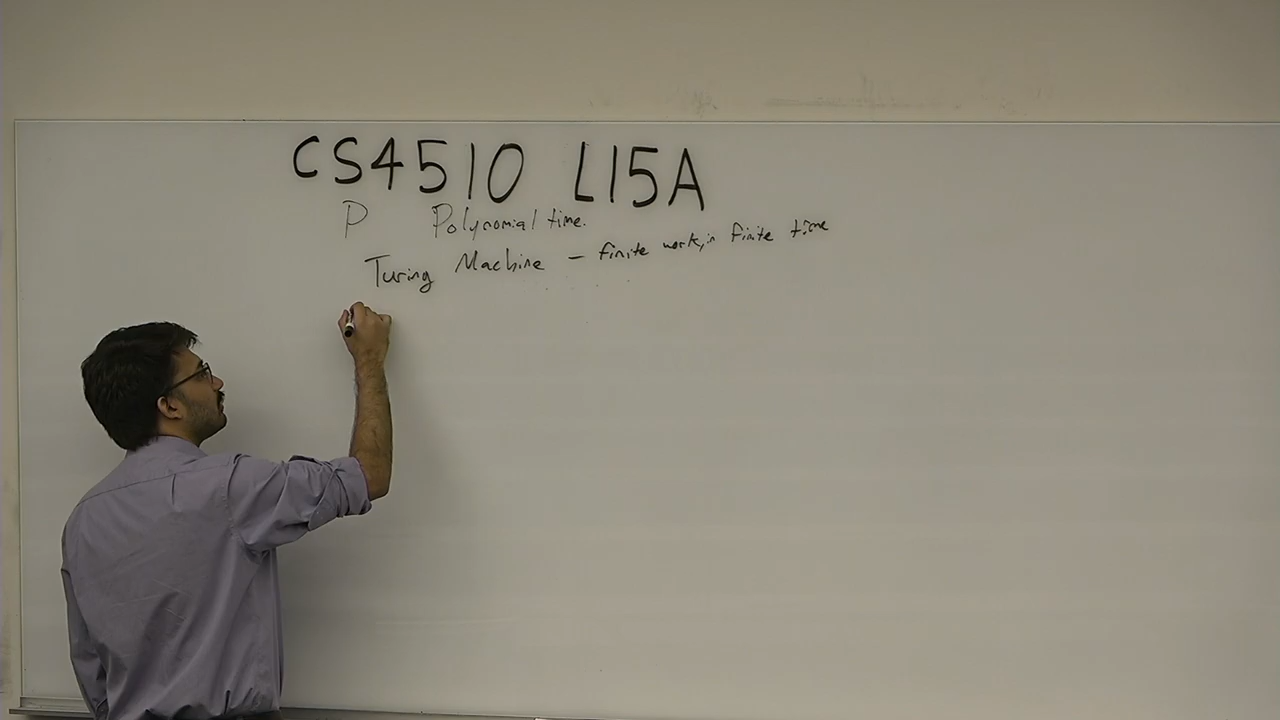 CS4510 L15A
P Polynomial time.
Turing Machine - finite work, in finite time